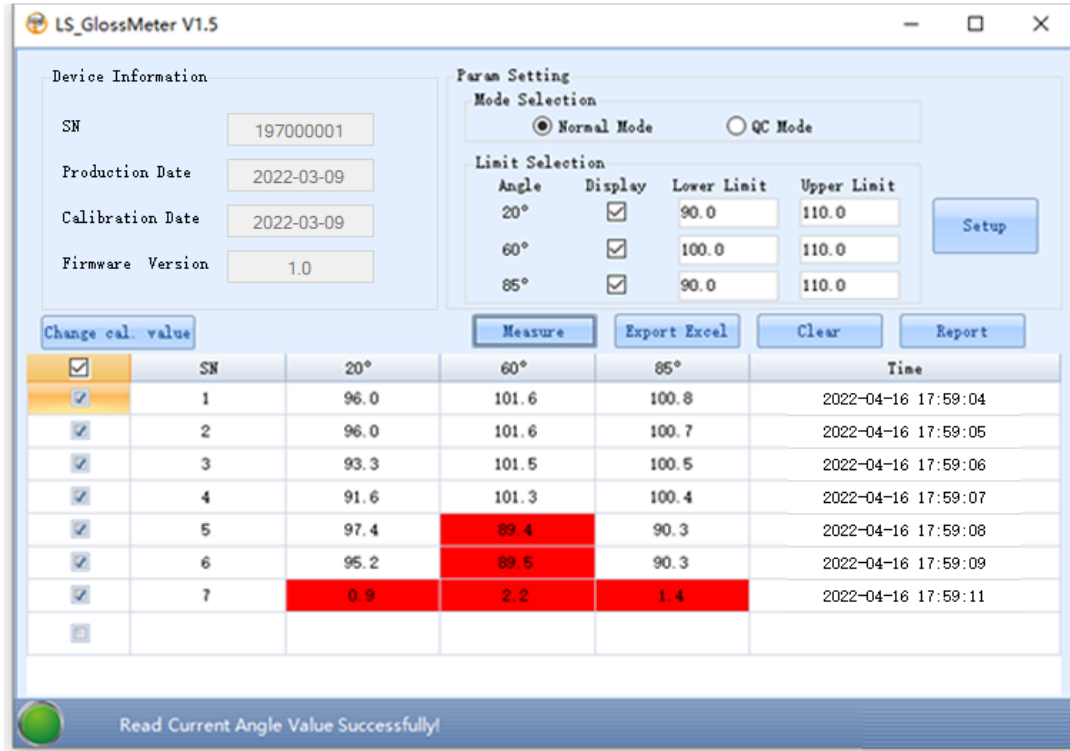 LS_GlossMeter V1.5
Device Information
SN 197000001
Production Date 2022-03-09
Calibration Date 2022-03-09
Firmware Version 1.0
Param Setting
Mode Selection
Normal Mode QC Mode
Limit Selection
Angle Display Lower Limit Upper Limit
20° 90.0 110.0
60° 100.0 110.0
85° 90.0 110.0
Setup
Change cal. value Measure Export Excel Clear Report
SN 20° 60° 85° Time
1 96.0 101.6 100.8 2022-04-16 17:59:04
2 96.0 101.6 100.7 2022-04-16 17:59:05
3 93.3 101.5 100.5 2022-04-16 17:59:06
4 91.6 101.3 100.4 2022-04-16 17:59:07
5 97.4 89.4 90.3 2022-04-16 17:59:08
6 95.2 89.5 90.3 2022-04-16 17:59:09
7 0.9 2.2 1.4 2022-04-16 17:59:11
Read Current Angle Value Successfully!